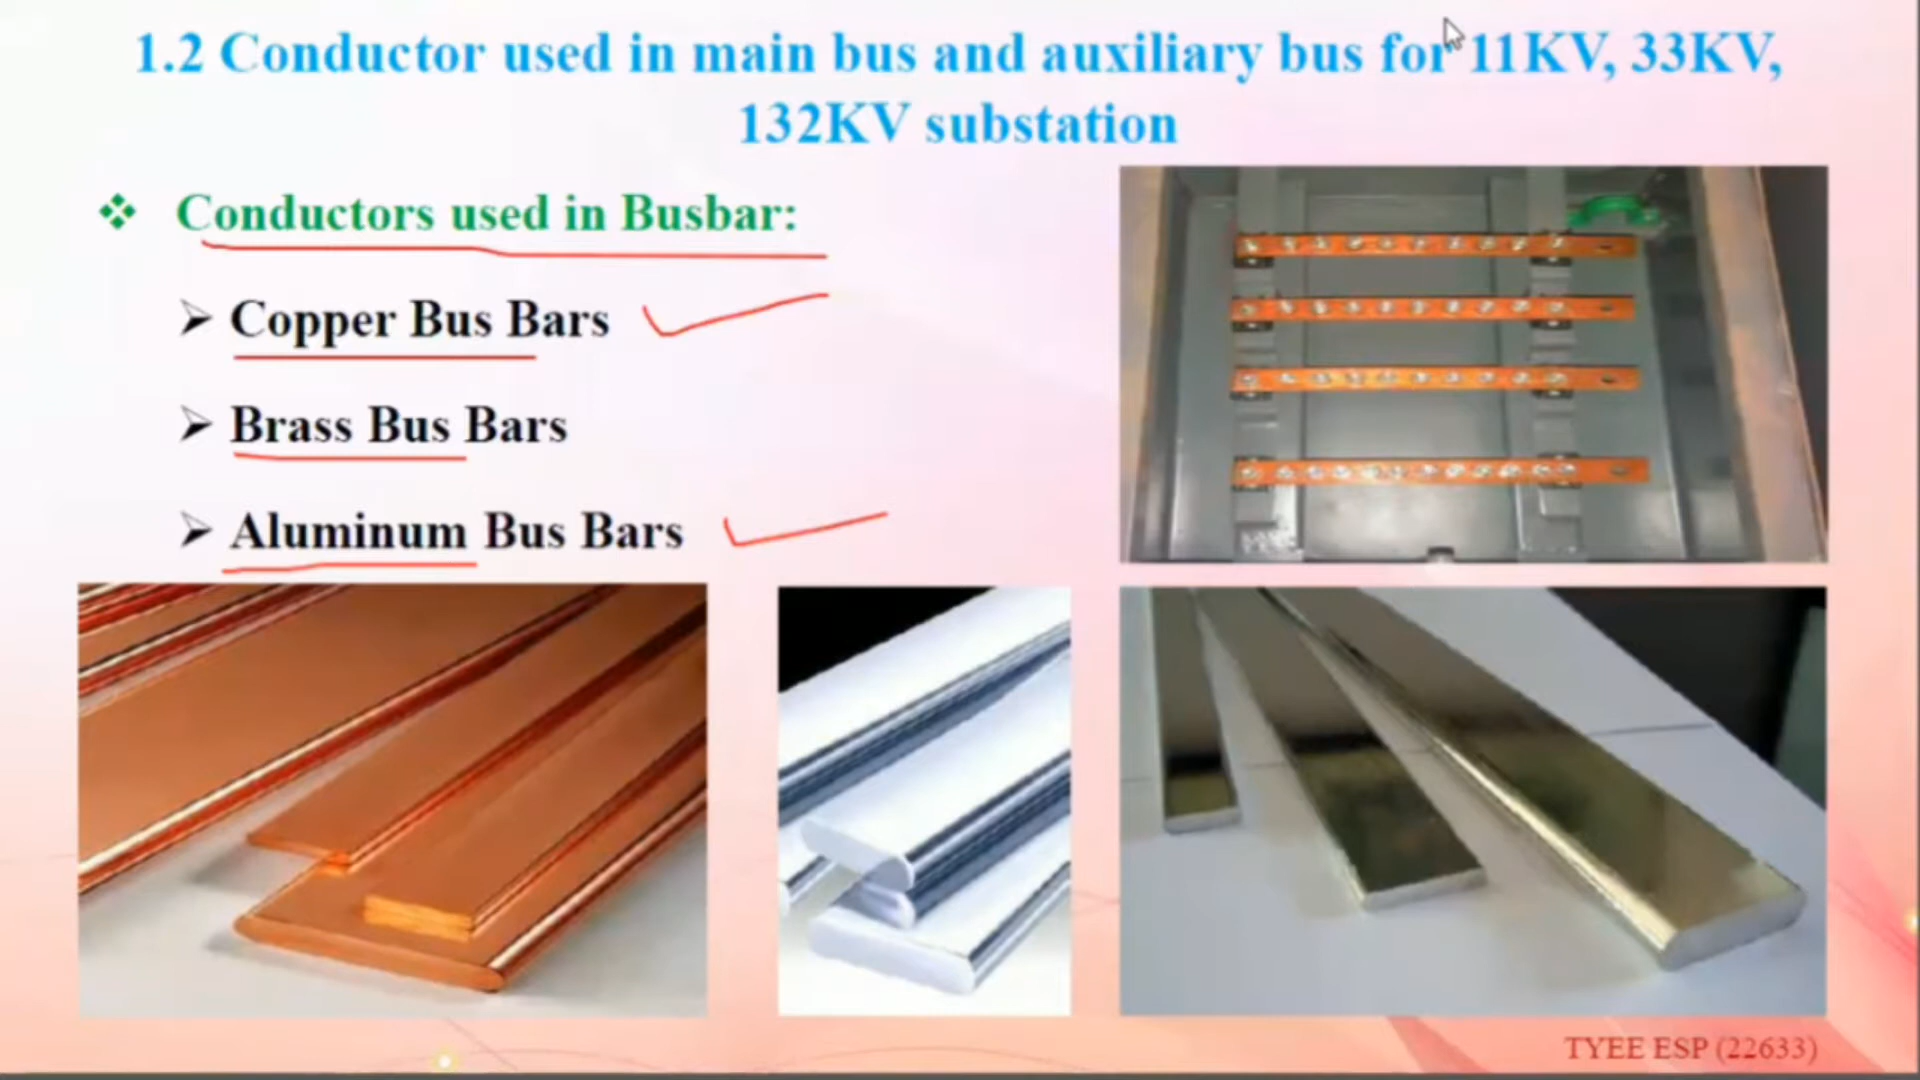 1.2 Conductor used in main bus and auxiliary bus for 11KV, 33KV,
132KV substation
Conductors used in Busbar:
Copper Bus Bars
Brass Bus Bars
Aluminum Bus Bars
TYEE ESP (22633)